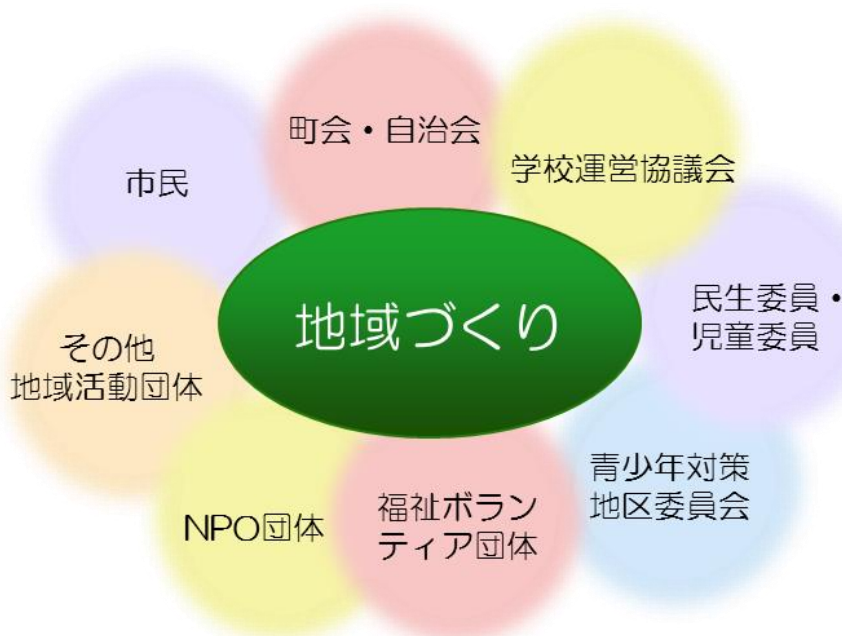 町会・自治会
学校運営協議会
市民
民生委員・
児童委員
地域づくり
その他
地域活動団体
青少年対策
地区委員会
NPO団体
福祉ボラン
ティア団体